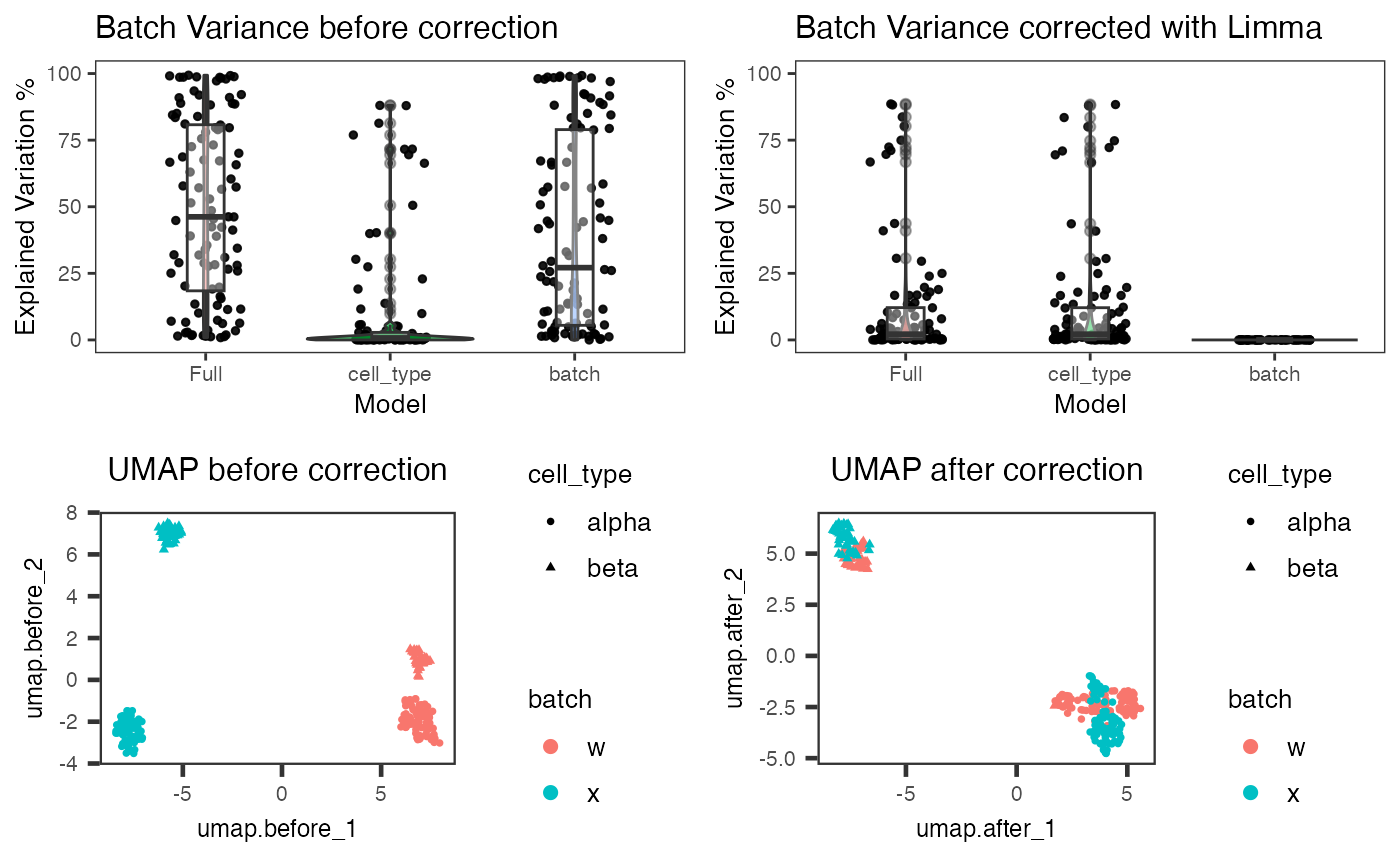 Batch Variance before correction
Explained Variation %
100
75
50
25
0
Full cell_type batch
Model
Batch Variance corrected with Limma
Explained Variation %
100
75
50
25
0
Full cell_type batch
Model
UMAP before correction
umap.before_2
8
6
4
2
0
-2
-4
-5 0 5
umap.before_1
cell_type
alpha
beta
batch
w
x
UMAP after correction
umap.after_2
5.0
2.5
0.0
-2.5
-5.0
-5 0 5
umap.after_1
cell_type
alpha
beta
batch
w
x